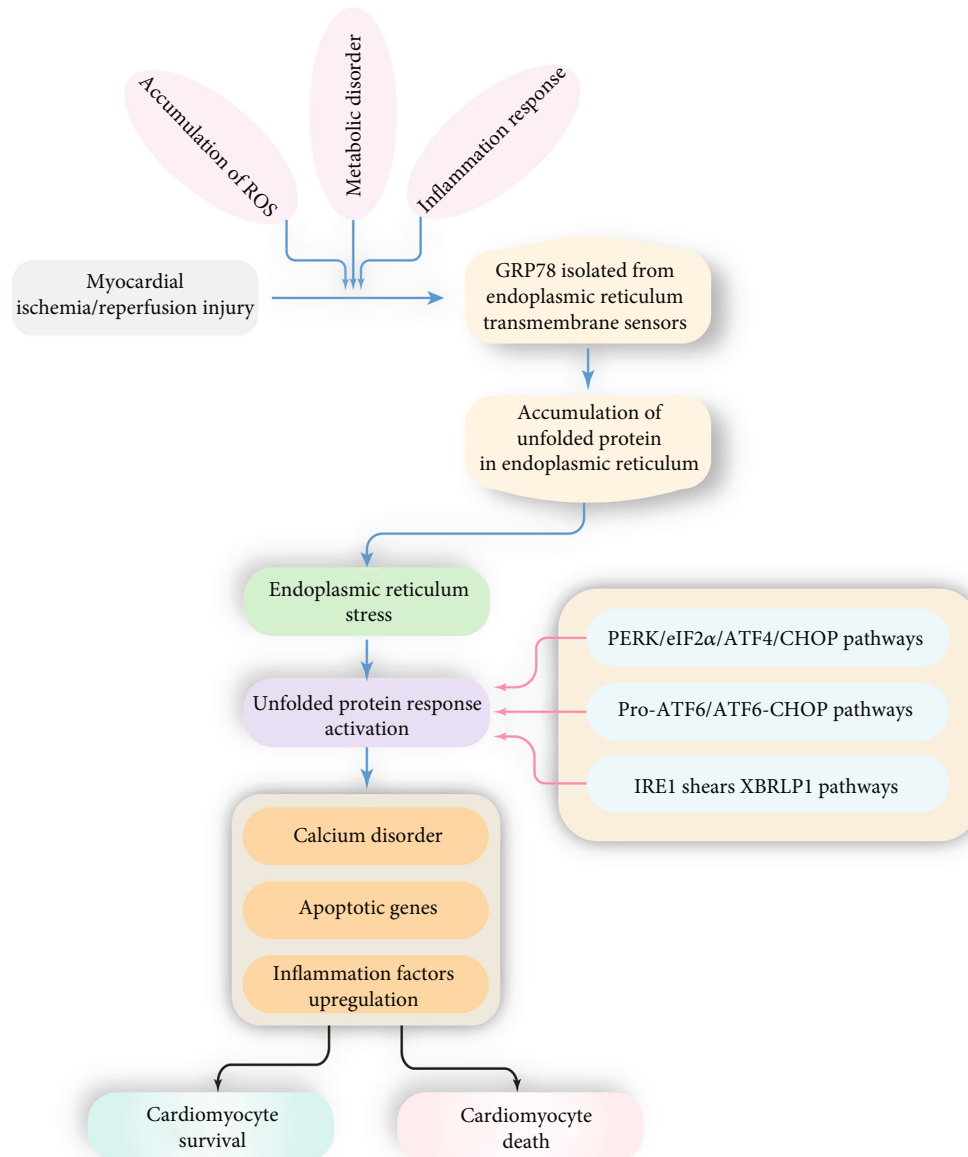 Accumulation of ROS
Metabolic disorder
Inflammation response
Myocardial
ischemia/reperfusion injury
GRP78 isolated from
endoplasmic reticulum
transmembrane sensors
Accumulation of
unfolded protein
in endoplasmic reticulum
Endoplasmic reticulum
stress
PERK/eIF2α/ATF4/CHOP pathways
Unfolded protein response
activation
Pro-ATF6/ATF6-CHOP pathways
IRE1 shears XBRLP1 pathways
Calcium disorder
Apoptotic genes
Inflammation factors
upregulation
Cardiomyocyte
survival
Cardiomyocyte
death